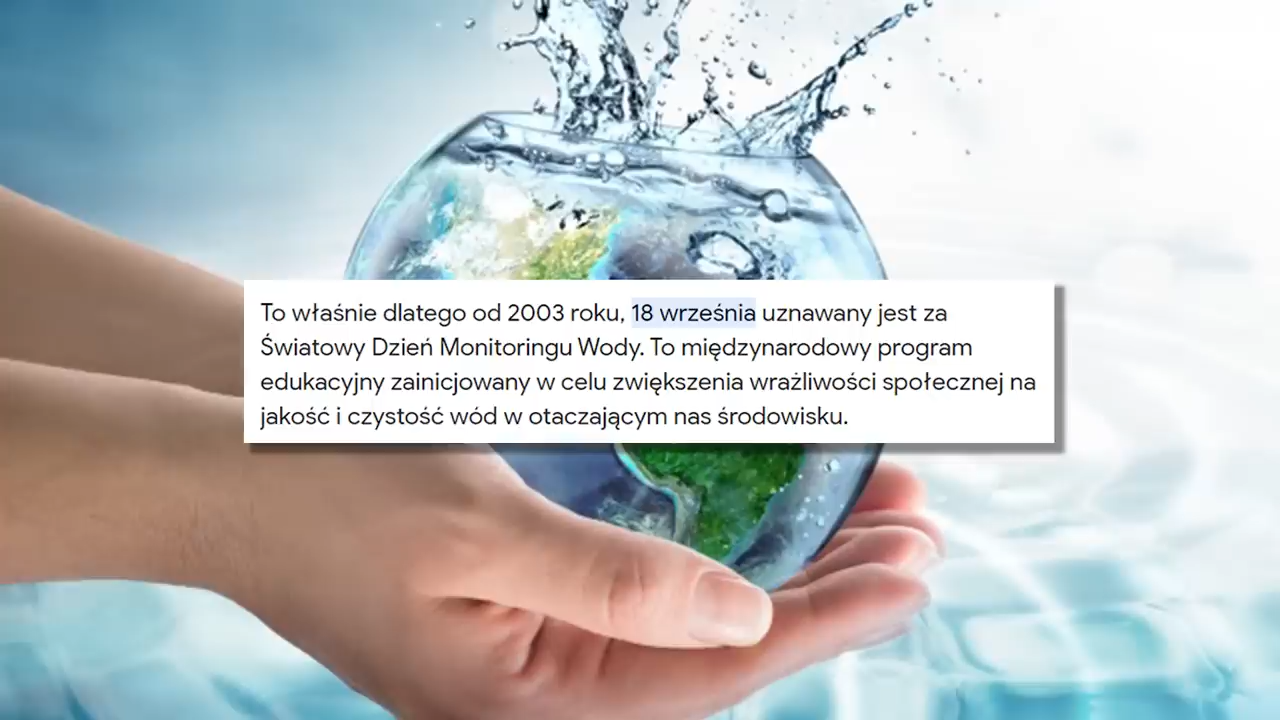 To właśnie dlatego od 2003 roku, 18 września uznawany jest za
Światowy Dzień Monitoringu Wody. To międzynarodowy program
edukacyjny zainicjowany w celu zwiększenia wrażliwości społecznej na
jakość i czystość wód w otaczającym nas środowisku.